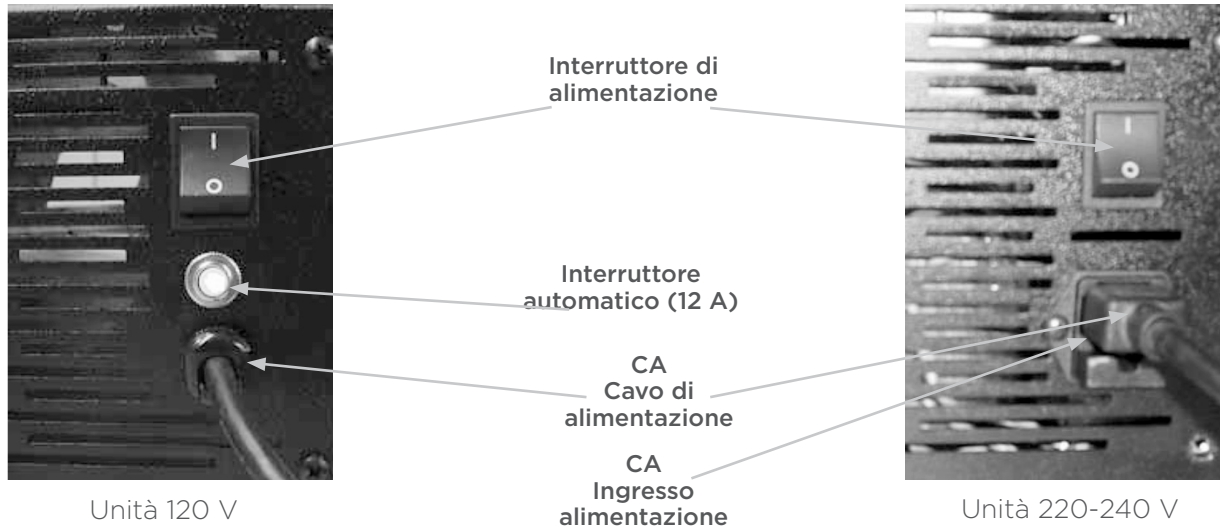 Interruttore di
alimentazione
Interruttore
automatico (12 A)
CA
Cavo di
alimentazione
CA
Ingresso
alimentazione
Unità 120 V
Unità 220-240 V